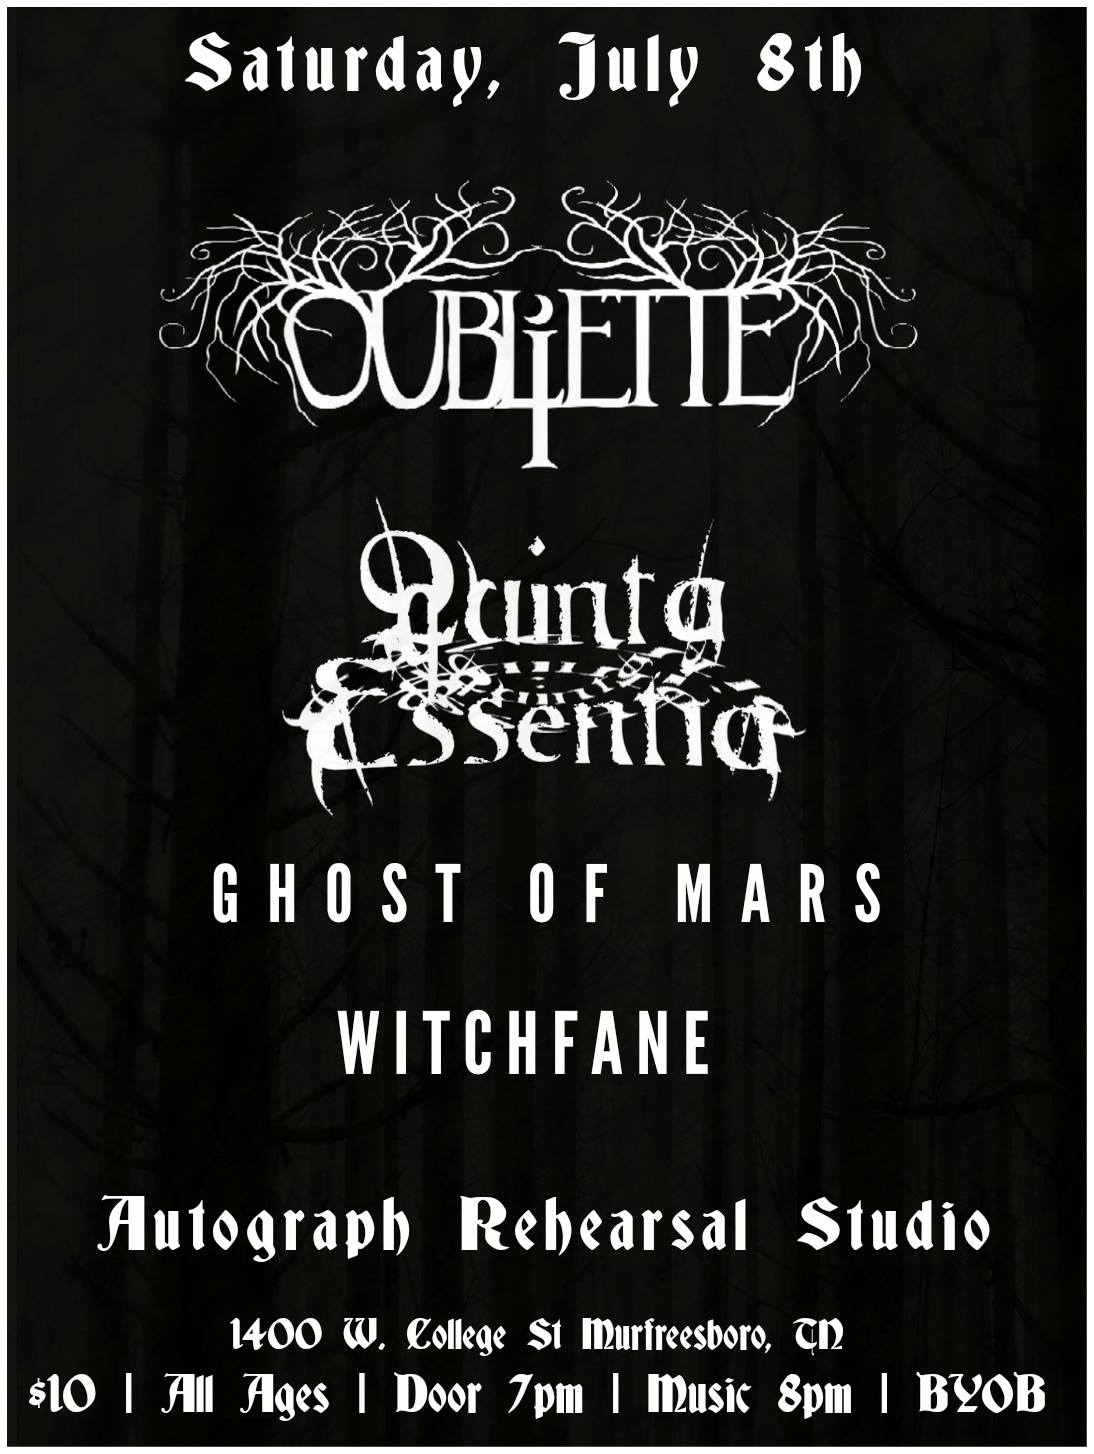 Saturday, July 8th
OUBLiETTE
Quinta
Essentia
GHOST OF MARS
WITCHFANE
Autograph Rehearsal Studio
1400 W. College St Murfreesboro, TN
$10 | All Ages | Door 7pm | Music 8pm | BYOB